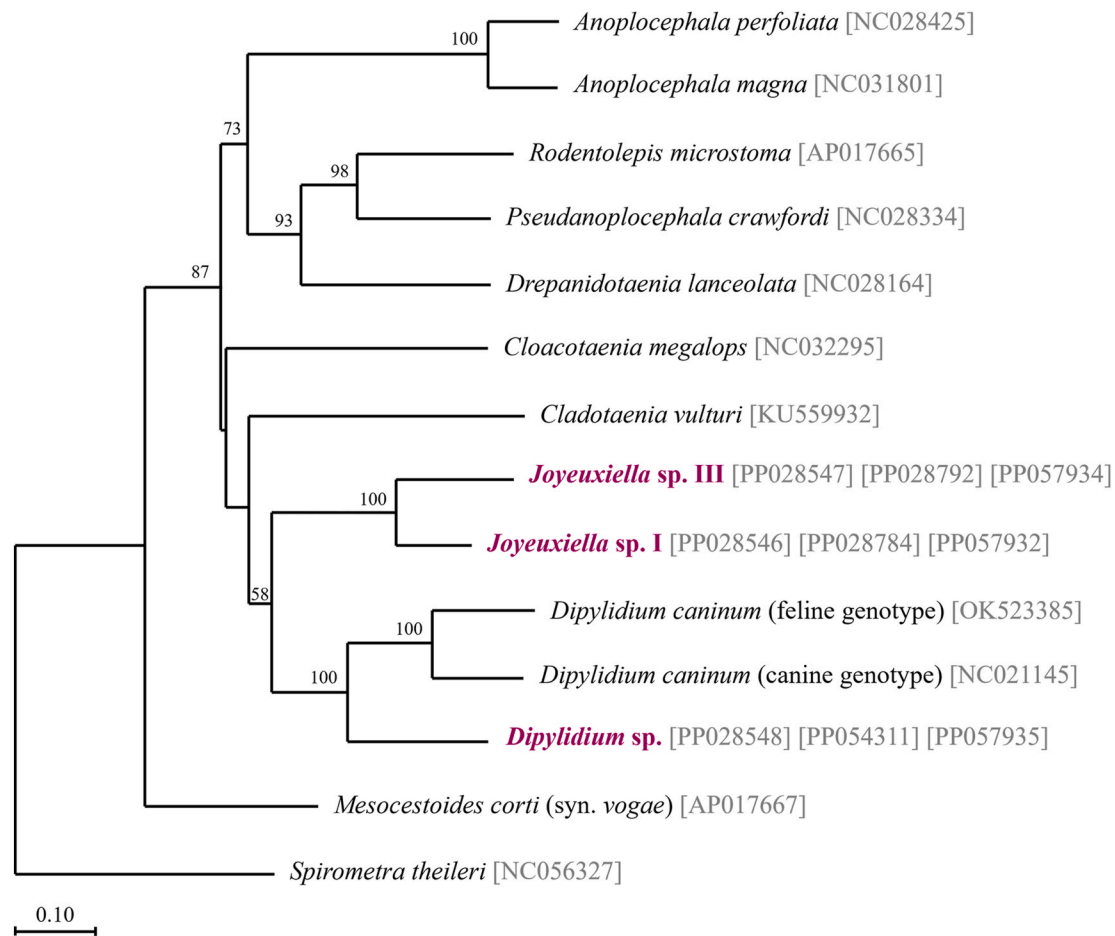 Anoplocephala perfoliata [NC028425]
100
Anoplocephala magna [NC031801]
73
Rodentolepis microstoma [AP017665]
98
Pseudanoplocephala crawfordi [NC028334]
93
Drepanidotaenia lanceolata [NC028164]
87
Cloacotaenia megalops [NC032295]
Cladotaenia vulturi [KU559932]
Joyeuxiella sp. III [PP028547] [PP028792] [PP057934]
100
Joyeuxiella sp. I [PP028546] [PP028784] [PP057932]
58
Dipylidium caninum (feline genotype) [OK523385]
100
Dipylidium caninum (canine genotype) [NC021145]
100
Dipylidium sp. [PP028548] [PP054311] [PP057935]
Mesocestoides corti (syn. vogae) [AP017667]
Spirometra theileri [NC056327]
0.10